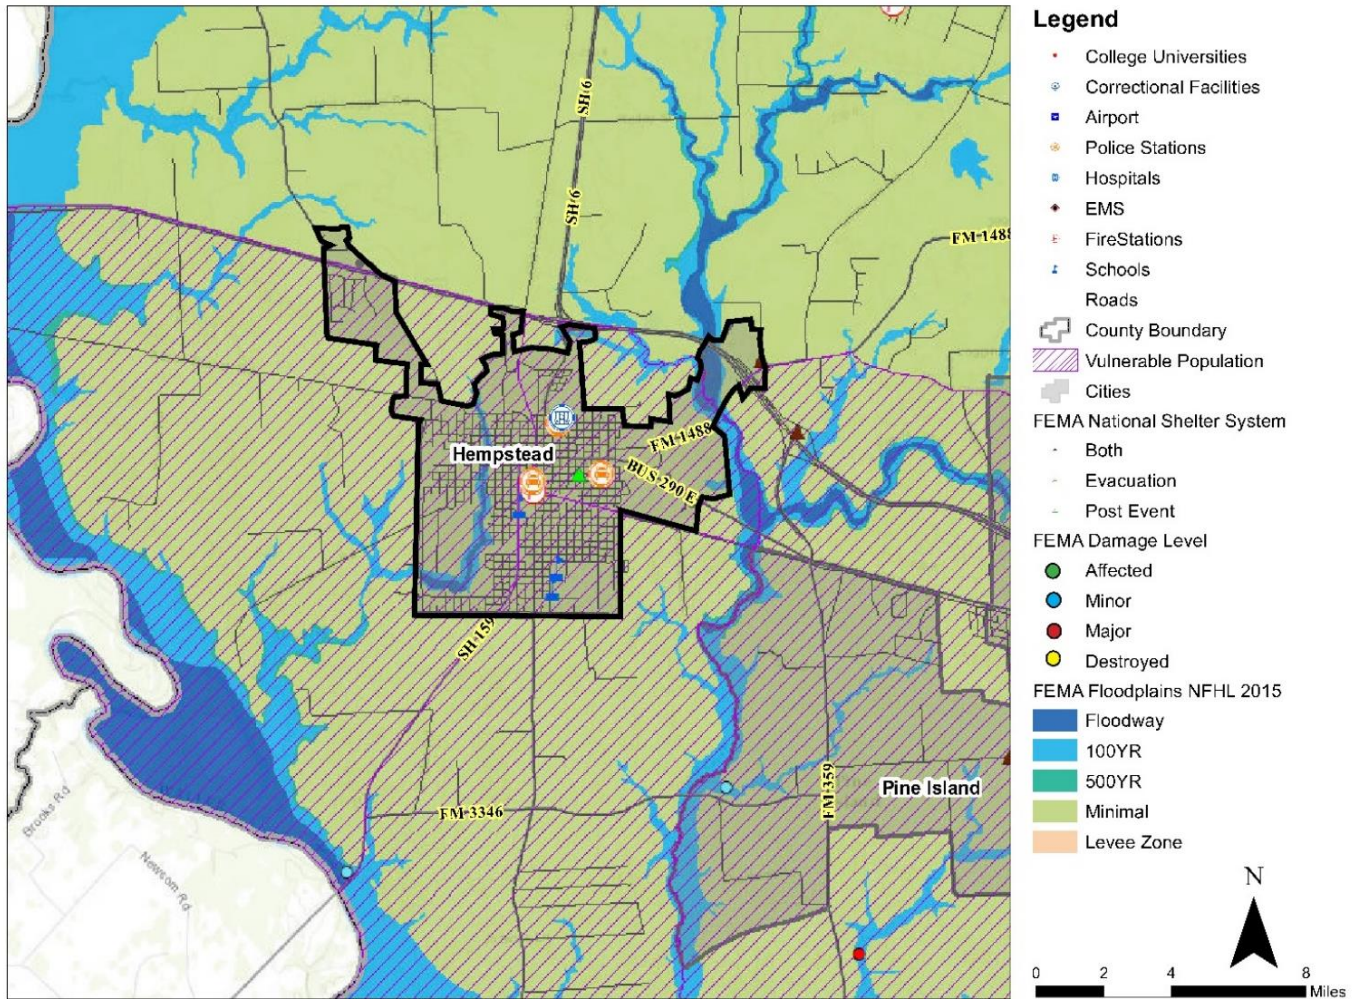 SH 6
SH 6
FM 1488
FM 1488
Hempstead
BUS 290 E
SH 159
Pine Island
FM 359
FM 3346
Brooks Rd
Newsom Rd
Legend
College Universities
Correctional Facilities
Airport
Police Stations
Hospitals
EMS
FireStations
Schools
Roads
County Boundary
Vulnerable Population
Cities
FEMA National Shelter System
Both
Evacuation
Post Event
FEMA Damage Level
Affected
Minor
Major
Destroyed
FEMA Floodplains NFHL 2015
Floodway
100YR
500YR
Minimal
Levee Zone
N
0 2 4 8
Miles